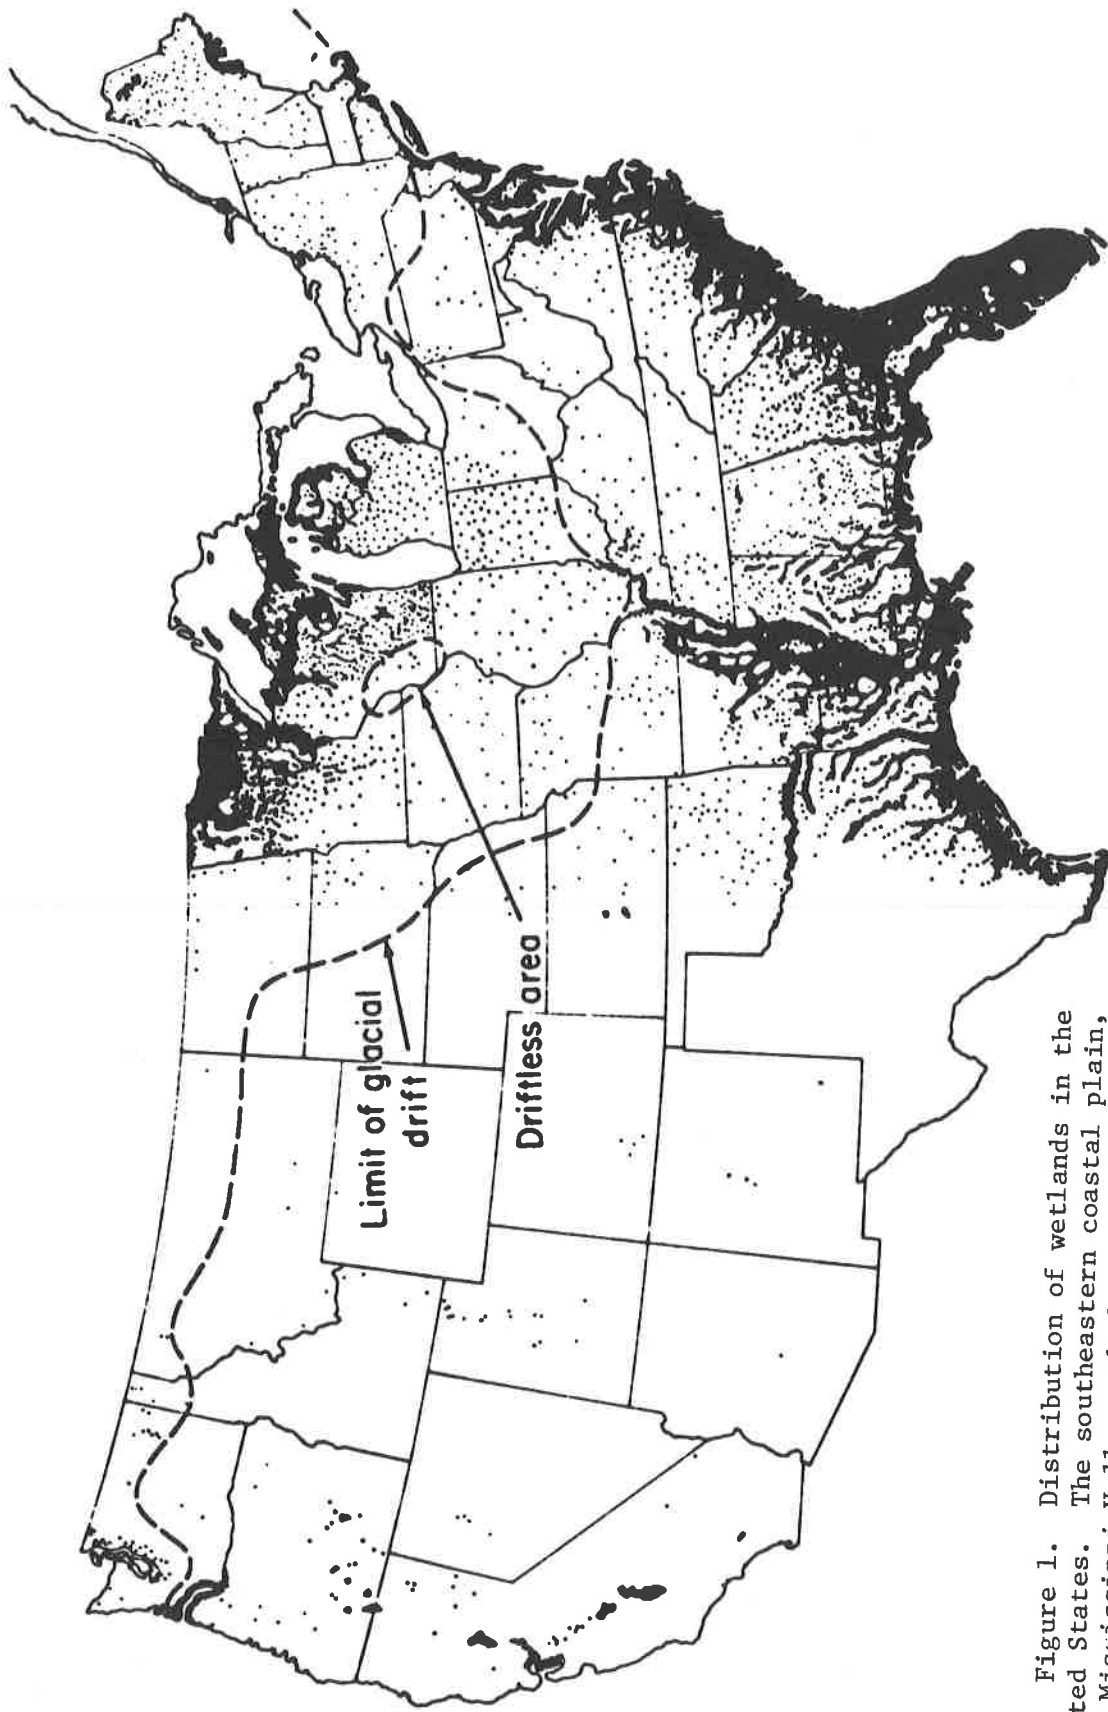 Limit of glacial
drift
Driftless area
Figure 1. Distribution of wetlands in the
ted States. The southeastern coastal plain,